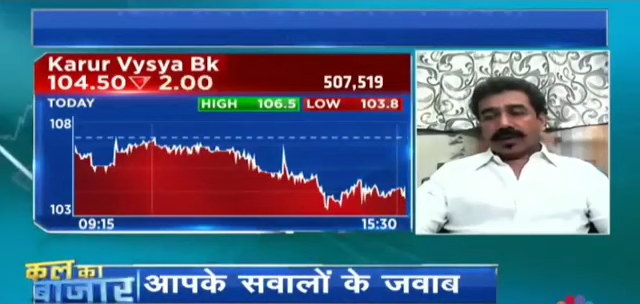 Karur Vysya Bk
104.50▽ 2.00 507,519
TODAY HIGH 106.5 LOW 103.8
108
103
09:15 15:30
कल का
बाज़ार
आपके सवालों के जवाब